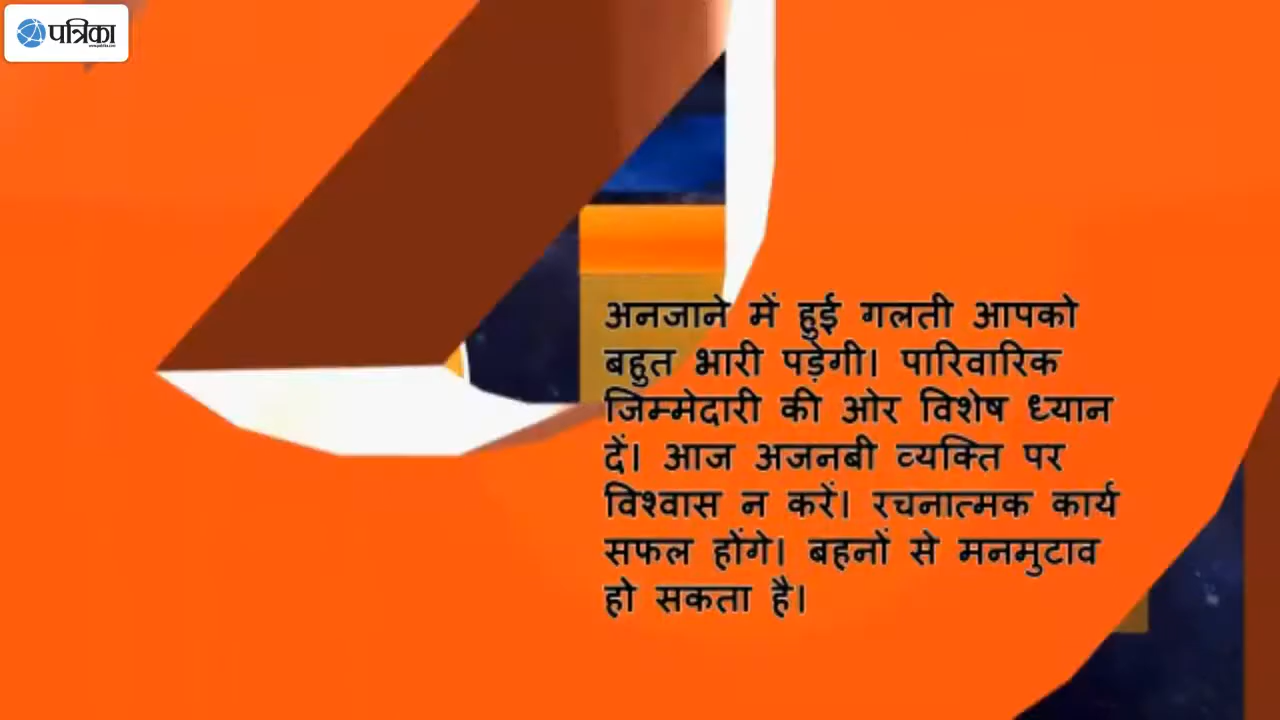 पत्रिका
अनजाने में हुई गलती आपको
बहुत भारी पड़ेगी। पारिवारिक
जिम्मेदारी की ओर विशेष ध्यान
दें। आज अजनबी व्यक्ति पर
विश्वास न करें। रचनात्मक कार्य
सफल होंगे। बहनों से मनमुटाव
हो सकता है।